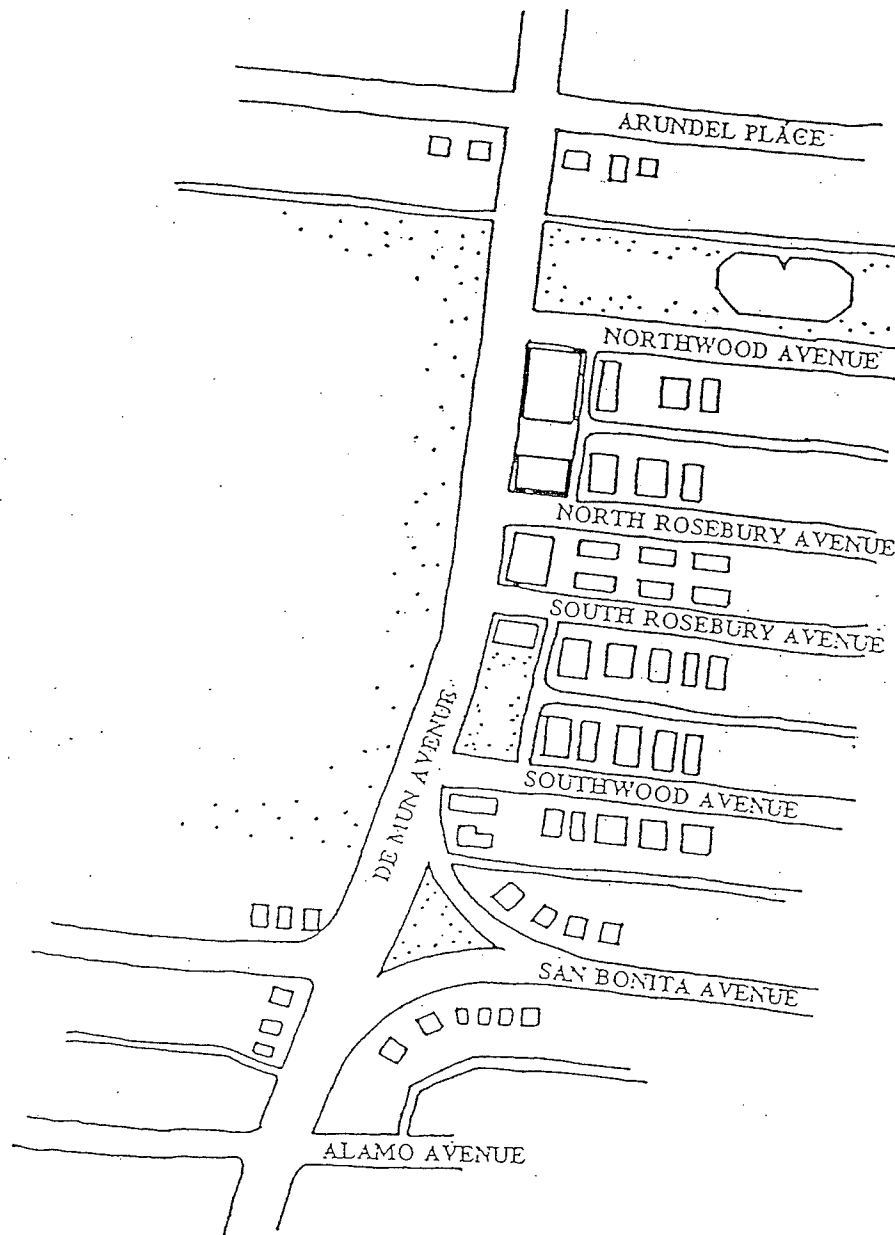 ARUNDEL PLACE
NORTHWOOD AVENUE
NORTH ROSEBURY AVENUE
SOUTH ROSEBURY AVENUE
DE MUN AVENUE
SOUTHWOOD AVENUE
SAN BONITA AVENUE
ALAMO AVENUE